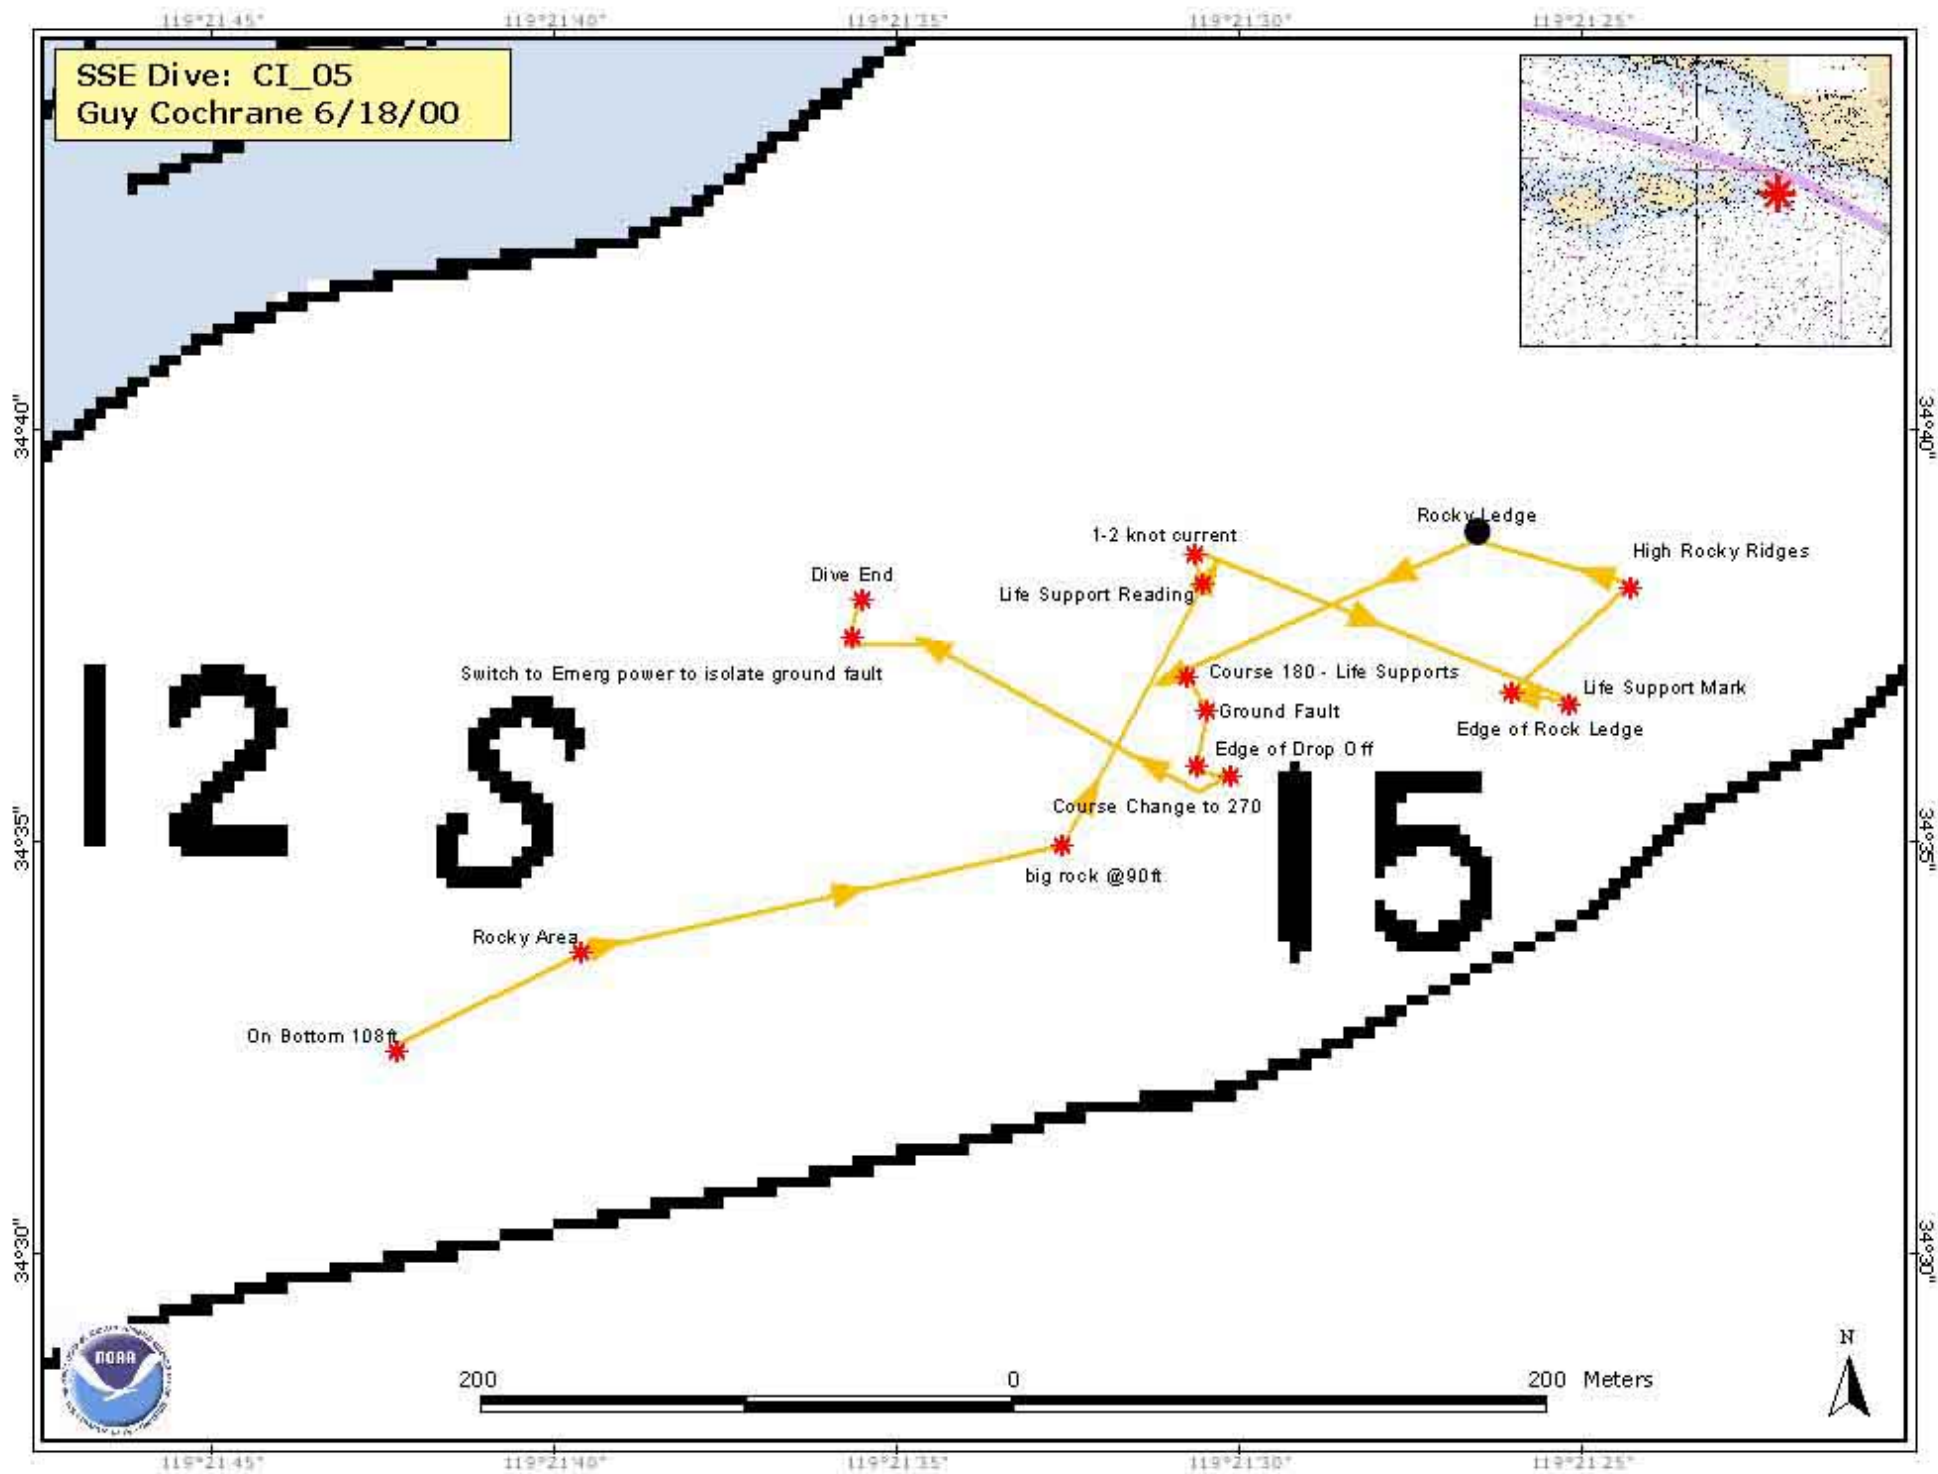 119°21'45" 119°21'40" 119°21'35" 119°21'30" 119°21'25"
SSE Dive: CI_05
Guy Cochrane 6/18/00
34°40" 34°40"
Rocky Ledge
1-2 knot current
High Rocky Ridges
Dive End
Life Support Reading
Switch to Emerg power to isolate ground fault
Course 180 - Life Supports
Life Support Mark
Ground Fault
Edge of Rock Ledge
Edge of Drop Off
12 S 15
Course Change to 270
34°35" 34°35"
big rock @90ft
Rocky Area
On Bottom 108ft
34°30" 34°30"
N
NOAA
200 0 200 Meters
119°21'45" 119°21'40" 119°21'35" 119°21'30" 119°21'25"